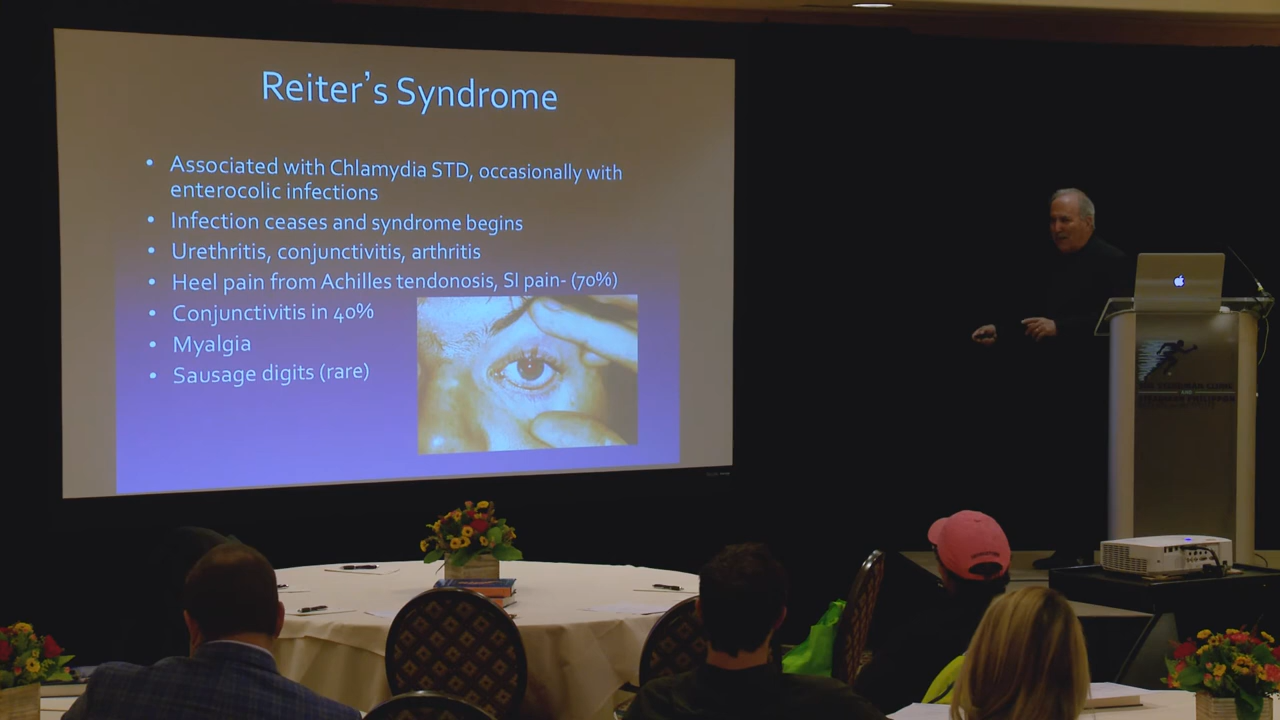 Reiter's Syndrome
• Associated with Chlamydia STD, occasionally with
enterocolic infections
• Infection ceases and syndrome begins
• Urethritis, conjunctivitis, arthritis
• Heel pain from Achilles tendonosis, SI pain- (70%)
• Conjunctivitis in 40%
• Myalgia
• Sausage digits (rare)